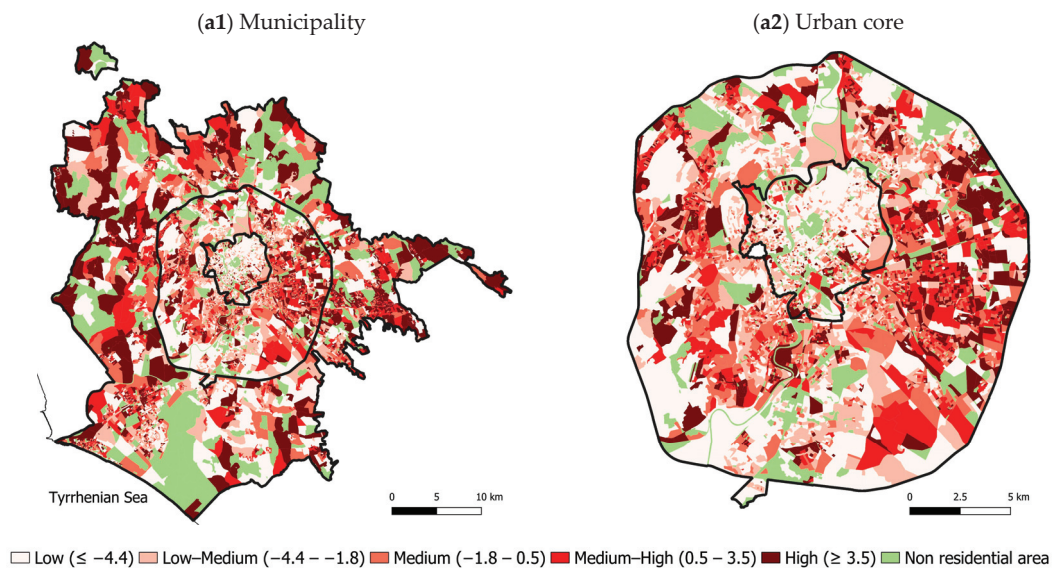 (a1) Municipality
(a2) Urban core
Tyrrhenian Sea
0 5 10 km
0 2.5 5 km
Low (≤ −4.4) Low–Medium (−4.4 – −1.8) Medium (−1.8 – 0.5) Medium–High (0.5 – 3.5) High (≥ 3.5) Non residential area